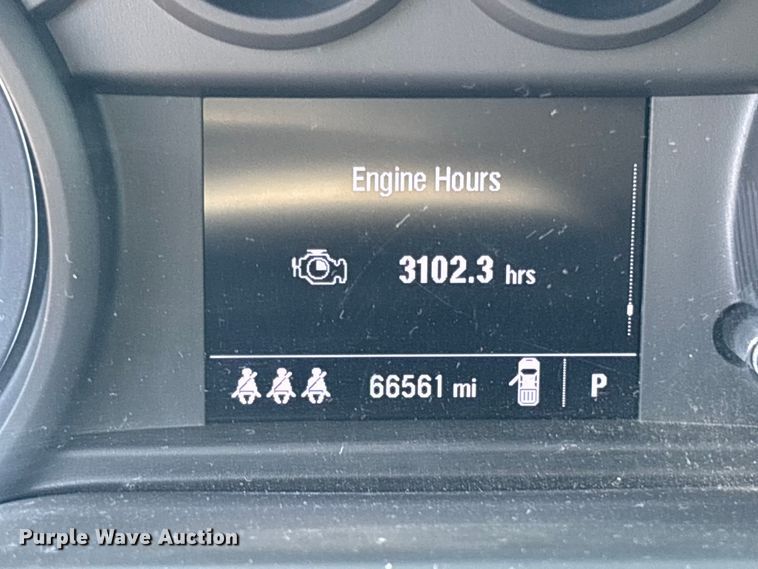 Engine Hours
3102.3 hrs
66561 mi P
Purple Wave Auction